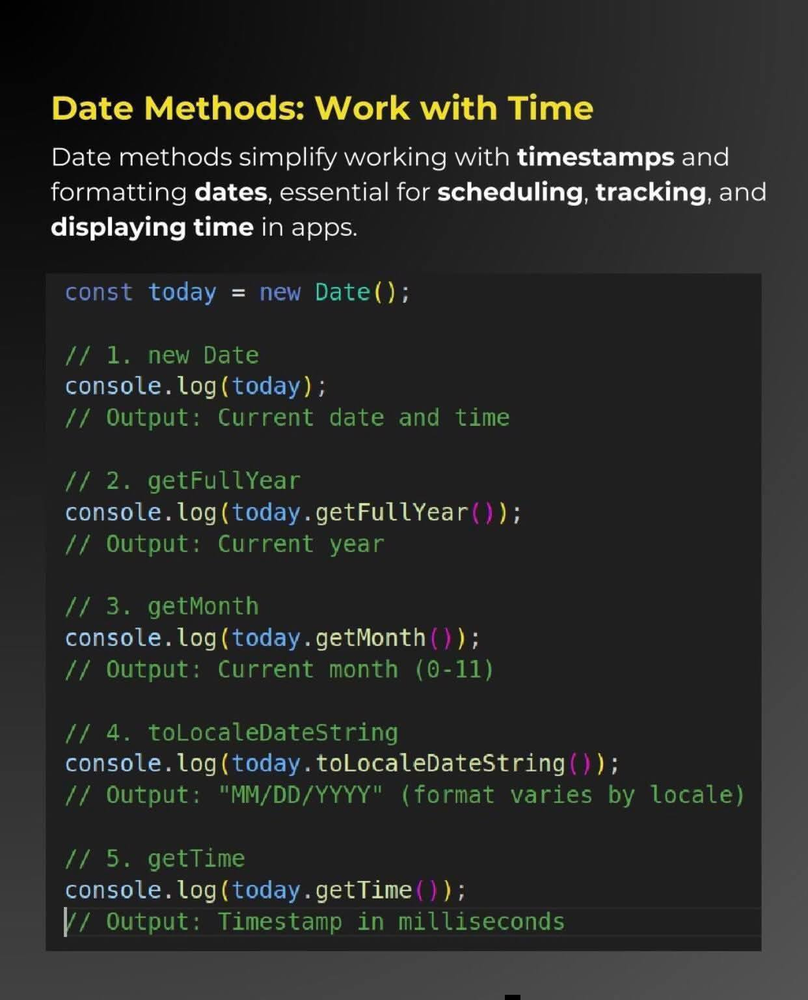 Date Methods: Work with Time
Date methods simplify working with timestamps and
formatting dates, essential for scheduling, tracking, and
displaying time in apps.
const today = new Date();
// 1. new Date
console.log(today);
// Output: Current date and time
// 2. getFullYear
console.log(today.getFullYear());
// Output: Current year
// 3. getMonth
console.log(today.getMonth());
// Output: Current month (0-11)
// 4. toLocaleDateString
console.log(today.toLocaleDateString());
// Output: "MM/DD/YYYY" (format varies by locale)
// 5. getTime
console.log(today.getTime());
// Output: Timestamp in milliseconds